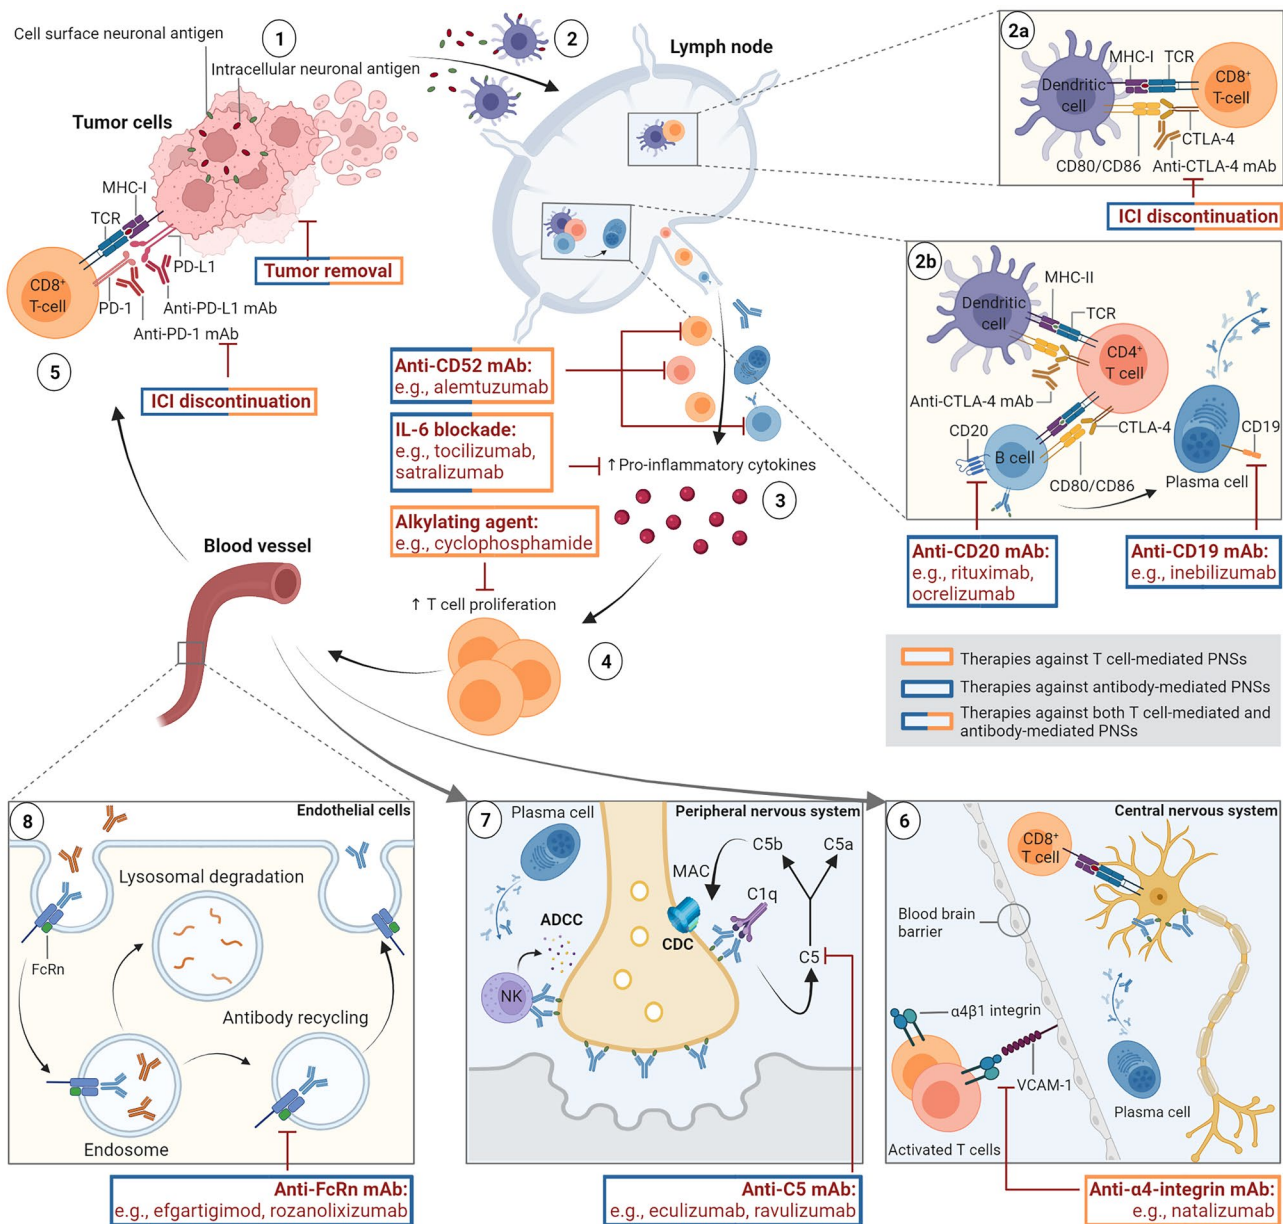 1
Cell surface neuronal antigen
Intracellular neuronal antigen
Tumor cells
MHC-I
TCR
PD-L1
CD8+
T-cell
PD-1
Anti-PD-L1 mAb
Anti-PD-1 mAb
Tumor removal
5
ICI discontinuation
2
Lymph node
2a
MHC-I
TCR
Dendritic
cell
CD8+
T-cell
CTLA-4
CD80/CD86
Anti-CTLA-4 mAb
ICI discontinuation
2b
MHC-II
Dendritic
cell
TCR
CD4+
T cell
Anti-CTLA-4 mAb
CD20
CTLA-4
CD19
B cell
CD80/CD86
Plasma cell
Anti-CD20 mAb:
e.g., rituximab,
ocrelizumab
Anti-CD19 mAb:
e.g., inebilizumab
Anti-CD52 mAb:
e.g., alemtuzumab
IL-6 blockade:
e.g., tocilizumab,
satralizumab
↑Pro-inflammatory cytokines
3
Alkylating agent:
e.g., cyclophosphamide
↑ T cell proliferation
4
Blood vessel
Therapies against T cell-mediated PNSs
Therapies against antibody-mediated PNSs
Therapies against both T cell-mediated and
antibody-mediated PNSs
8
Endothelial cells
Lysosomal degradation
FcRn
Antibody recycling
Endosome
Anti-FcRn mAb:
e.g., efgartigimod, rozanolixizumab
7
Plasma cell
Peripheral nervous system
C5b
C5a
MAC
C1q
ADCC
CDC
C5
NK
Anti-C5 mAb:
e.g., eculizumab, ravulizumab
6
Central nervous system
CD8+
T cell
Blood brain
barrier
α4β1 integrin
VCAM-1
Plasma cell
Activated T cells
Anti-α4-integrin mAb:
e.g., natalizumab